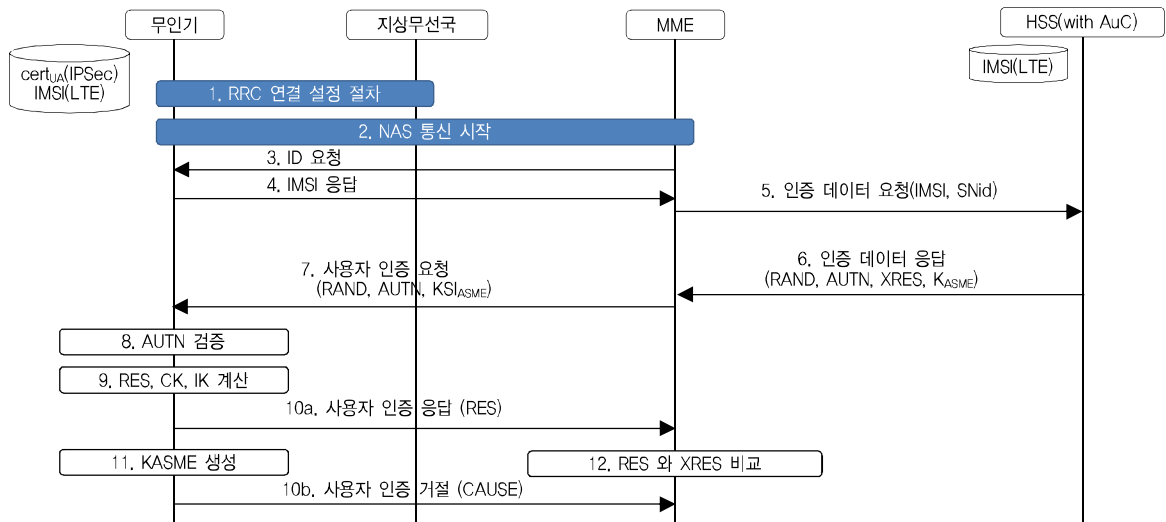 무인기
지상무선국
MME
HSS(with AuC)
certUA(IPSec)
IMSI(LTE)
IMSI(LTE)
1. RRC 연결 설정 절차
2. NAS 통신 시작
3. ID 요청
4. IMSI 응답
5. 인증 데이터 요청(IMSI, SNid)
6. 인증 데이터 응답
(RAND, AUTN, XRES, KASME)
7. 사용자 인증 요청
(RAND, AUTN, KSIASME)
8. AUTN 검증
9. RES, CK, IK 계산
10a. 사용자 인증 응답 (RES)
11. KASME 생성
12. RES 와 XRES 비교
10b. 사용자 인증 거절 (CAUSE)